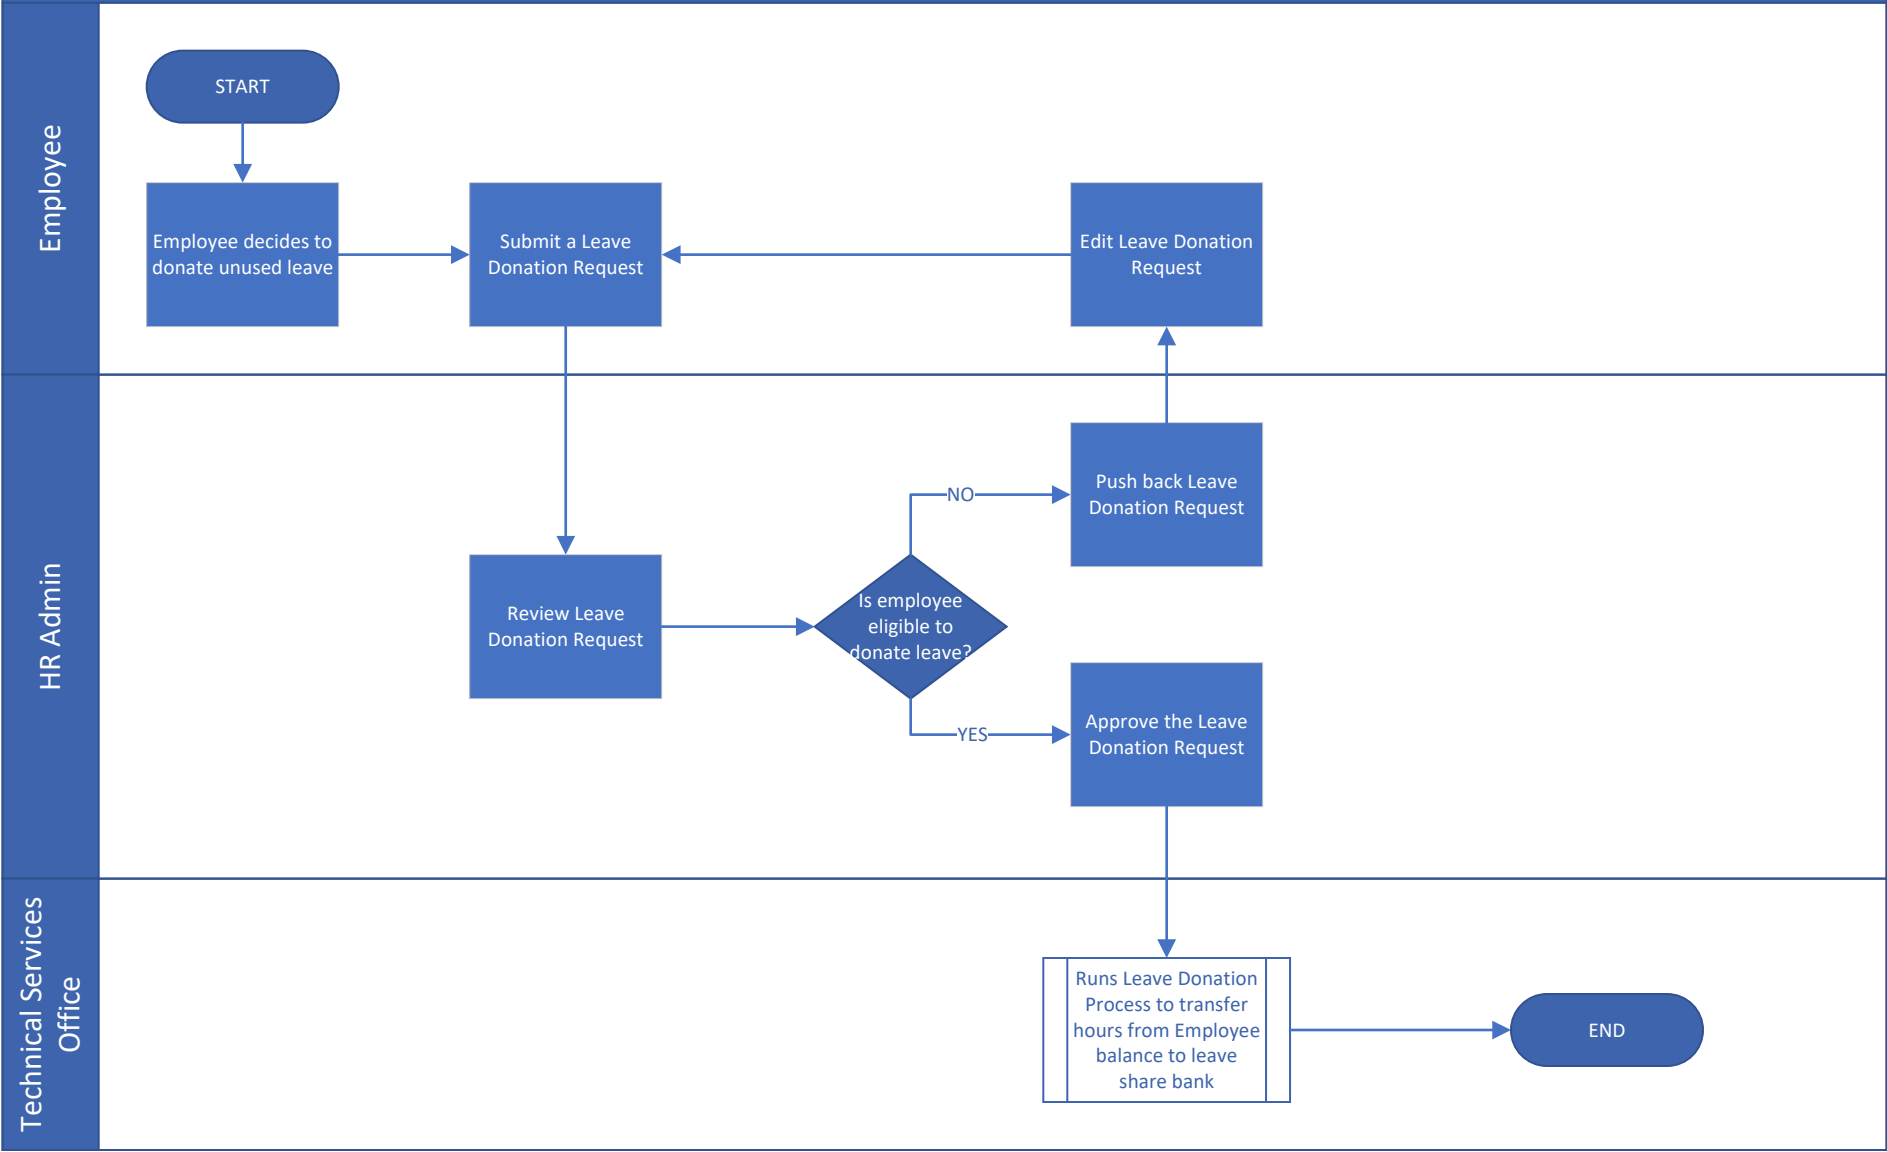 Employee
START
Employee decides to
donate unused leave
Submit a Leave
Donation Request
Edit Leave Donation
Request
HR Admin
Review Leave
Donation Request
Is employee
eligible to
donate leave?
NO
Push back Leave
Donation Request
YES
Approve the Leave
Donation Request
Technical Services
Office
Runs Leave Donation
Process to transfer
hours from Employee
balance to leave
share bank
END